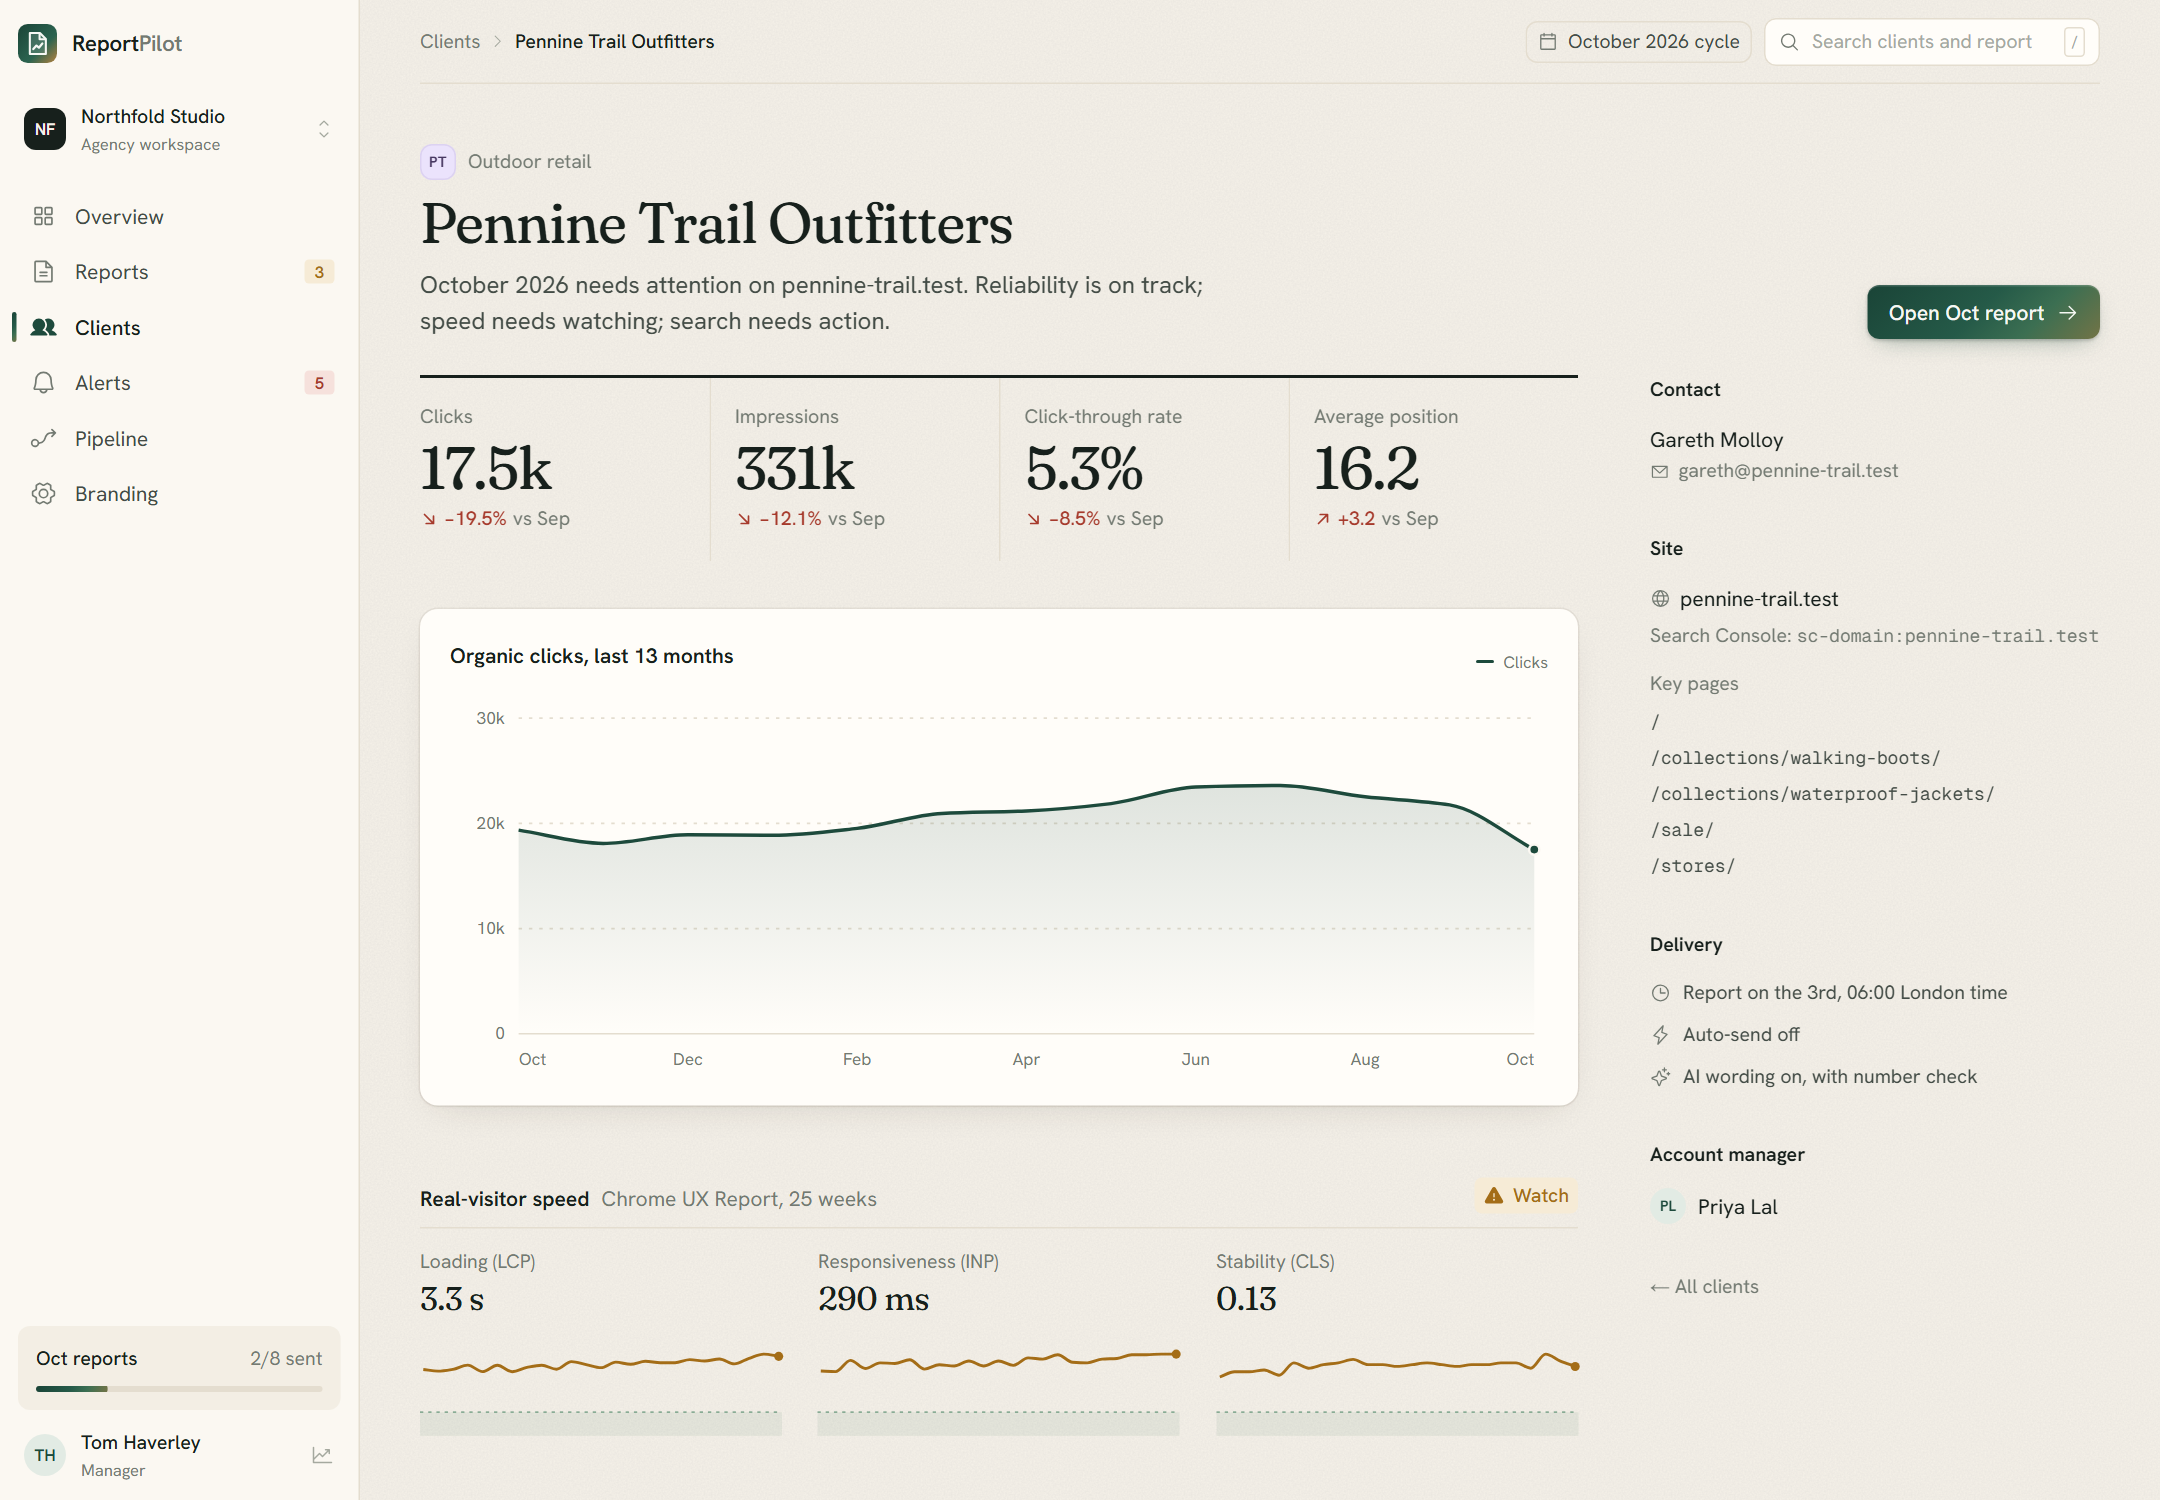 ReportPilot
NF
Northfold Studio
Agency workspace
Overview
Reports
3
Clients
Alerts
5
Pipeline
Branding
Oct reports
2/8 sent
TH
Tom Haverley
Manager
Clients
Pennine Trail Outfitters
October 2026 cycle
Search clients and report
/
PT
Outdoor retail
Pennine Trail Outfitters
October 2026 needs attention on pennine-trail.test. Reliability is on track;
speed needs watching; search needs action.
Open Oct report →
Clicks
17.5k
↘ −19.5% vs Sep
Impressions
331k
↘ −12.1% vs Sep
Click-through rate
5.3%
↘ −8.5% vs Sep
Average position
16.2
↗ +3.2 vs Sep
Organic clicks, last 13 months
Clicks
30k
20k
10k
0
Oct
Dec
Feb
Apr
Jun
Aug
Oct
Real-visitor speed Chrome UX Report, 25 weeks
Watch
Loading (LCP)
3.3 s
Responsiveness (INP)
290 ms
Stability (CLS)
0.13
Contact
Gareth Molloy
gareth@pennine-trail.test
Site
pennine-trail.test
Search Console: sc-domain:pennine-trail.test
Key pages
/
/collections/walking-boots/
/collections/waterproof-jackets/
/sale/
/stores/
Delivery
Report on the 3rd, 06:00 London time
Auto-send off
AI wording on, with number check
Account manager
PL
Priya Lal
← All clients